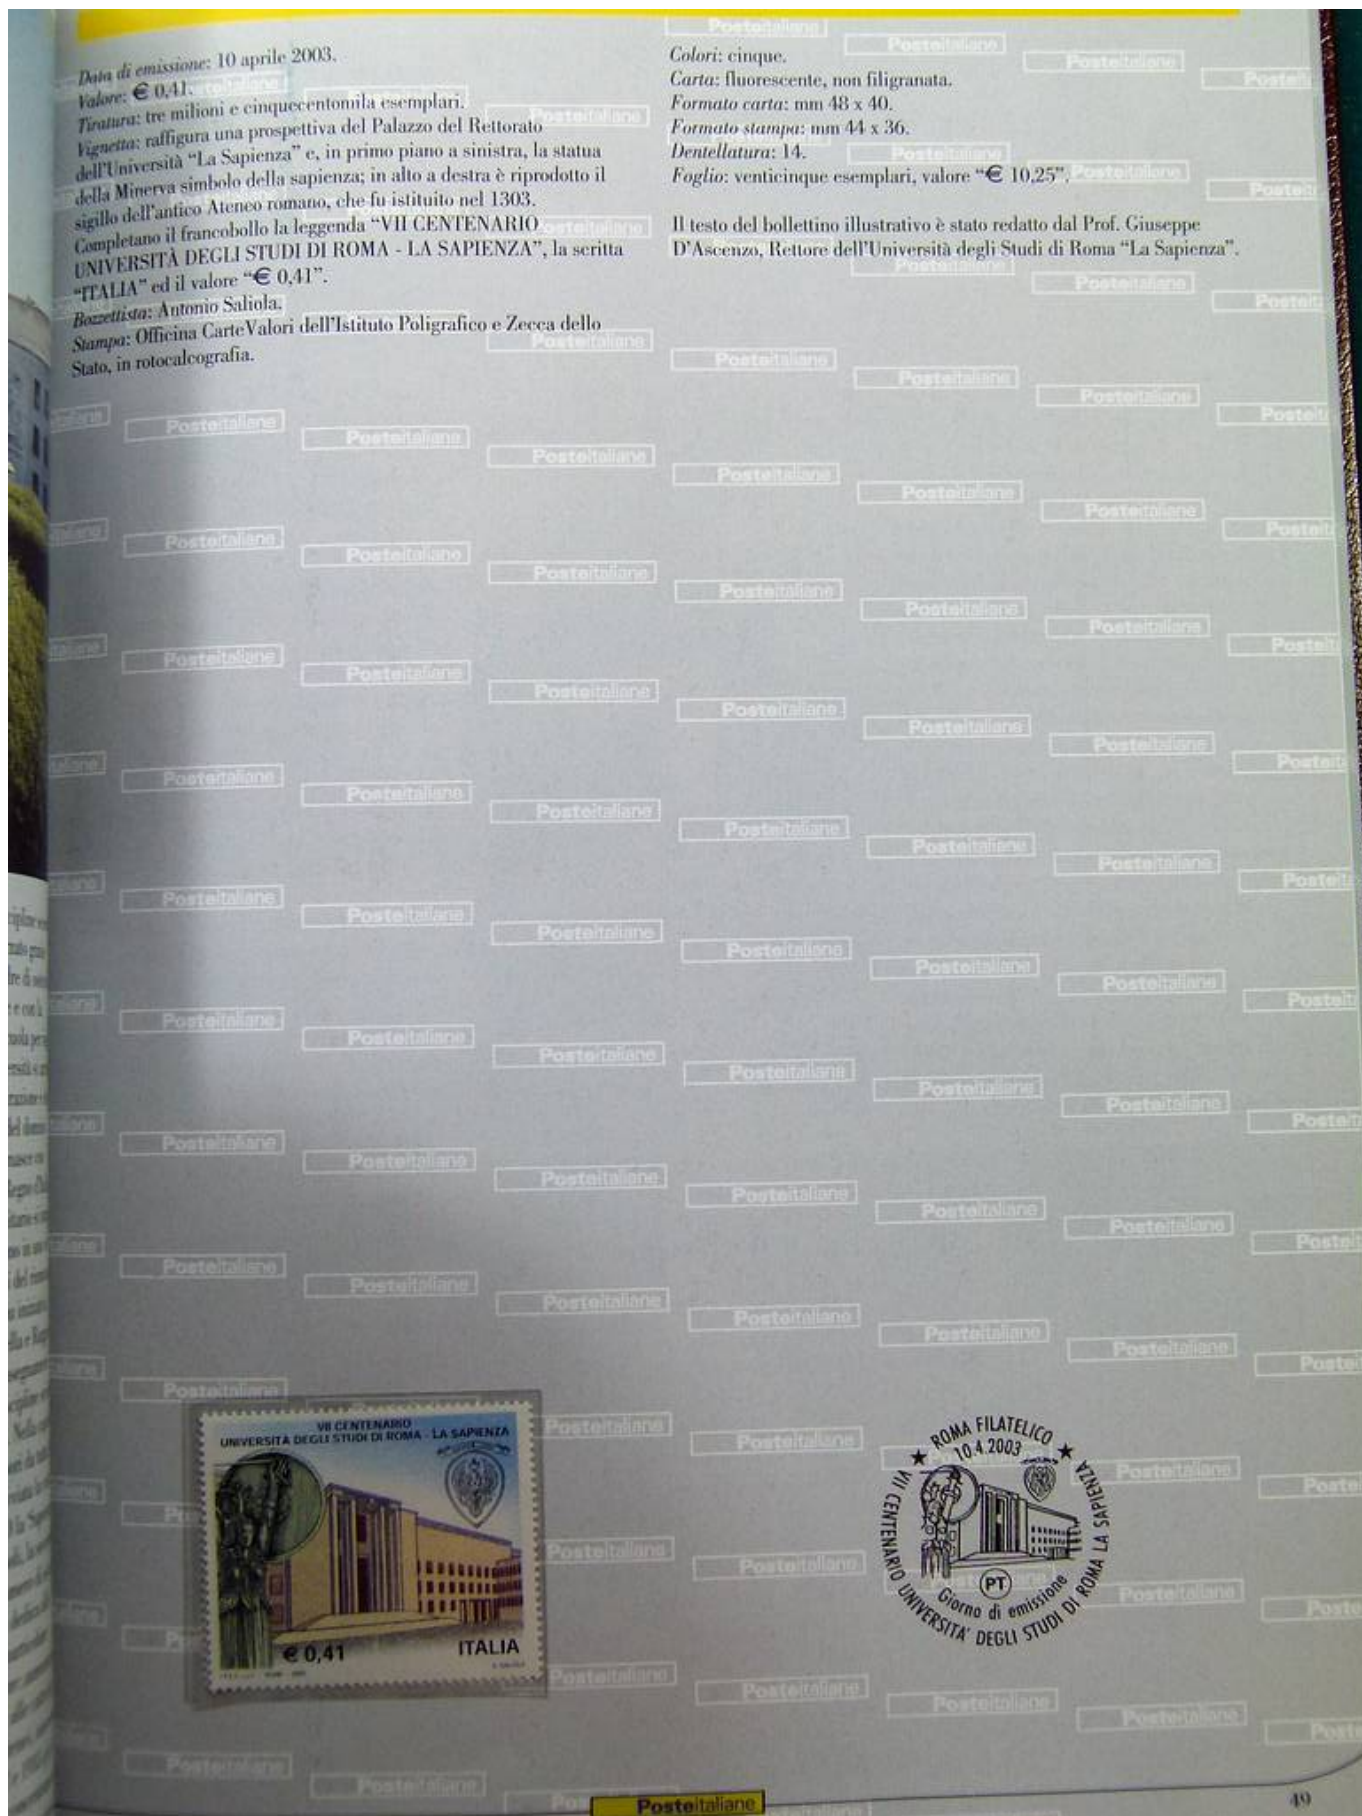 Data di emissione: 10 aprile 2003.
Valore: € 0,41.
Tiratura: tre milioni e cinquecentomila esemplari.
Vignetta: raffigura una prospettiva del Palazzo del Rettorato
dell'Università “La Sapienza” e, in primo piano a sinistra, la statua
della Minerva simbolo della sapienza; in alto a destra è riprodotto il
sigillo dell'antico Ateneo romano, che fu istituito nel 1303.
Completano il francobollo la leggenda “VII CENTENARIO
UNIVERSITÀ DEGLI STUDI DI ROMA - LA SAPIENZA”, la scritta
“ITALIA” ed il valore “€ 0,41”.
Bozzettista: Antonio Saliola.
Stampa: Officina CarteValori dell'Istituto Poligrafico e Zecca dello
Stato, in rotocalcografia.
Colori: cinque.
Carta: fluorescente, non filigranata.
Formato carta: mm 48 x 40.
Formato stampa: mm 44 x 36.
Dentellatura: 14.
Foglio: venticinque esemplari, valore “€ 10,25”.
Il testo del bollettino illustrativo è stato redatto dal Prof. Giuseppe
D'Ascenzo, Rettore dell'Università degli Studi di Roma “La Sapienza”.
VII CENTENARIO
UNIVERSITÀ DEGLI STUDI DI ROMA - LA SAPIENZA
€ 0,41
ITALIA
ROMA FILATELICO
10.4.2003
VII CENTENARIO UNIVERSITA' DEGLI STUDI DI ROMA LA SAPIENZA
PT
Giorno di emissione
Posteitaliane
49